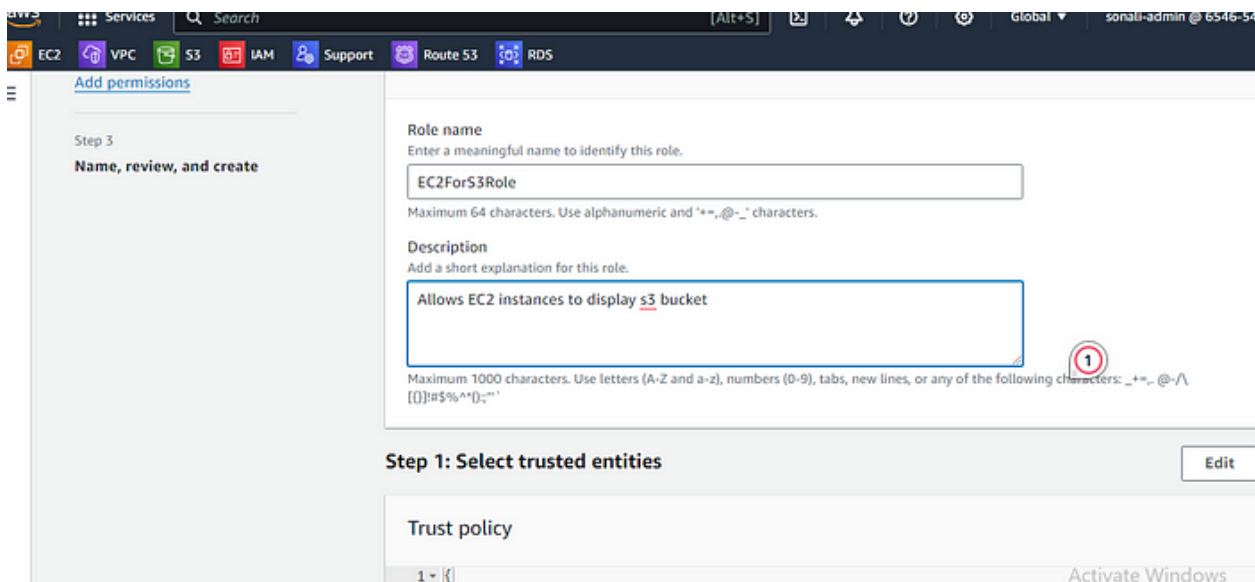 aws Services Search [Alt+S] Global sonali-admin @ 6546-54
EC2 VPC S3 IAM Support Route 53 RDS
Add permissions
Step 3
Name, review, and create
Role name
Enter a meaningful name to identify this role.
EC2ForS3Role
Maximum 64 characters. Use alphanumeric and '+=,.@-_' characters.
Description
Add a short explanation for this role.
Allows EC2 instances to display s3 bucket
1
Maximum 1000 characters. Use letters (A-Z and a-z), numbers (0-9), tabs, new lines, or any of the following characters: _+=,. @-/\
[{}]!#$%^*();:"'`
Step 1: Select trusted entities
Edit
Trust policy
1 {
Activate Windows